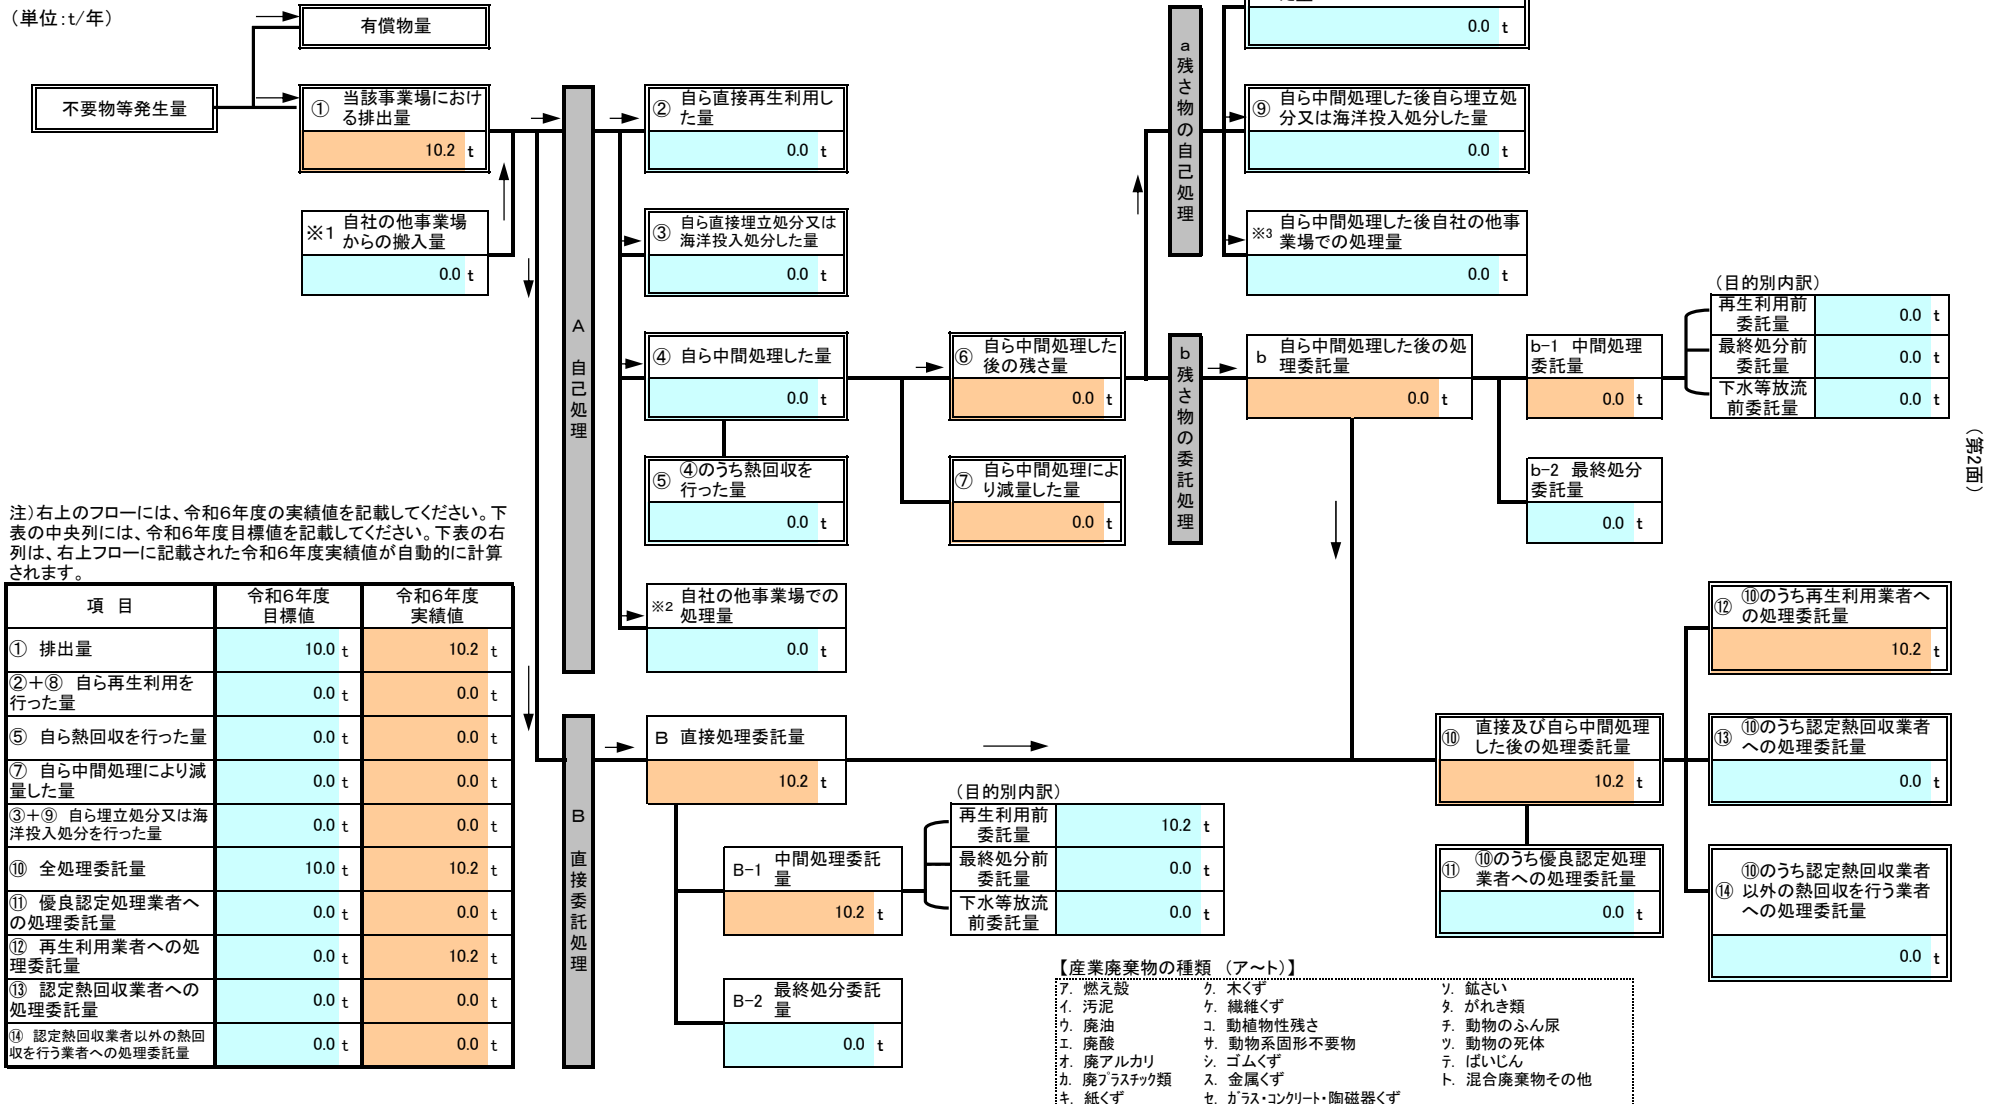 （単位：t/年）
有償物量
不要物等発生量
① 当該事業場におけ
る排出量
10.2 t
※1 自社の他事業場
からの搬入量
0.0 t
A 自己処理
② 自ら直接再生利用し
た量
0.0 t
③ 自ら直接埋立処分又は
海洋投入処分した量
0.0 t
④ 自ら中間処理した量
0.0 t
⑤ ④のうち熱回収を
行った量
0.0 t
※2 自社の他事業場での
処理量
0.0 t
⑥ 自ら中間処理した
後の残さ量
0.0 t
⑦ 自ら中間処理によ
り減量した量
0.0 t
a 残さ物の自己処理
0.0 t
⑨ 自ら中間処理した後自ら埋立処
分又は海洋投入処分した量
0.0 t
※3 自ら中間処理した後自社の他事
業場での処理量
0.0 t
b 残さ物の委託処理
b 自ら中間処理した後の処
理委託量
0.0 t
b-1 中間処理
委託量
0.0 t
b-2 最終処分
委託量
0.0 t
（目的別内訳）
再生利用前
委託量
0.0 t
最終処分前
委託量
0.0 t
下水等放流
前委託量
0.0 t
（第2面）
注）右上のフローには、令和６年度の実績値を記載してください。下
表の中央列には、令和６年度目標値を記載してください。下表の右
列は、右上フローに記載された令和６年度実績値が自動的に計算
されます。
項 目 令和６年度
目標値 令和６年度
実績値
① 排出量 10.0 t 10.2 t
②＋⑧ 自ら再生利用を
行った量 0.0 t 0.0 t
⑤ 自ら熱回収を行った量 0.0 t 0.0 t
⑦ 自ら中間処理により減
量した量 0.0 t 0.0 t
③＋⑨ 自ら埋立処分又は海
洋投入処分を行った量 0.0 t 0.0 t
⑩ 全処理委託量 10.0 t 10.2 t
⑪ 優良認定処理業者へ
の処理委託量 0.0 t 0.0 t
⑫ 再生利用業者への処
理委託量 0.0 t 10.2 t
⑬ 認定熱回収業者への
処理委託量 0.0 t 0.0 t
⑭ 認定熱回収業者以外の熱回
収を行う業者への処理委託量 0.0 t 0.0 t
B 直接委託処理
B 直接処理委託量
10.2 t
B-1 中間処理委託
量
10.2 t
B-2 最終処分委託
量
0.0 t
（目的別内訳）
再生利用前
委託量
10.2 t
最終処分前
委託量
0.0 t
下水等放流
前委託量
0.0 t
⑩ 直接及び自ら中間処理
した後の処理委託量
10.2 t
⑪ ⑩のうち優良認定処理
業者への処理委託量
0.0 t
⑫ ⑩のうち再生利用業者へ
の処理委託量
10.2 t
⑬ ⑩のうち認定熱回収業者
への処理委託量
0.0 t
⑭ ⑩のうち認定熱回収業者
以外の熱回収を行う業者
への処理委託量
0.0 t
【産業廃棄物の種類 （ア～ト）】
ｱ. 燃え殻 ｸ. 木くず ｿ. 鉱さい
ｲ. 汚泥 ｹ. 繊維くず ﾀ. がれき類
ｳ. 廃油 ｺ. 動植物性残さ ﾁ. 動物のふん尿
ｴ. 廃酸 ｻ. 動物系固形不要物 ﾂ. 動物の死体
ｵ. 廃アルカリ ｼ. ゴムくず ﾃ. ばいじん
ｶ. 廃ﾌﾟﾗｽﾁｯｸ類 ｽ. 金属くず ﾄ. 混合廃棄物その他
ｷ. 紙くず ｾ. ｶﾞﾗｽ・ｺﾝｸﾘｰﾄ・陶磁器くず